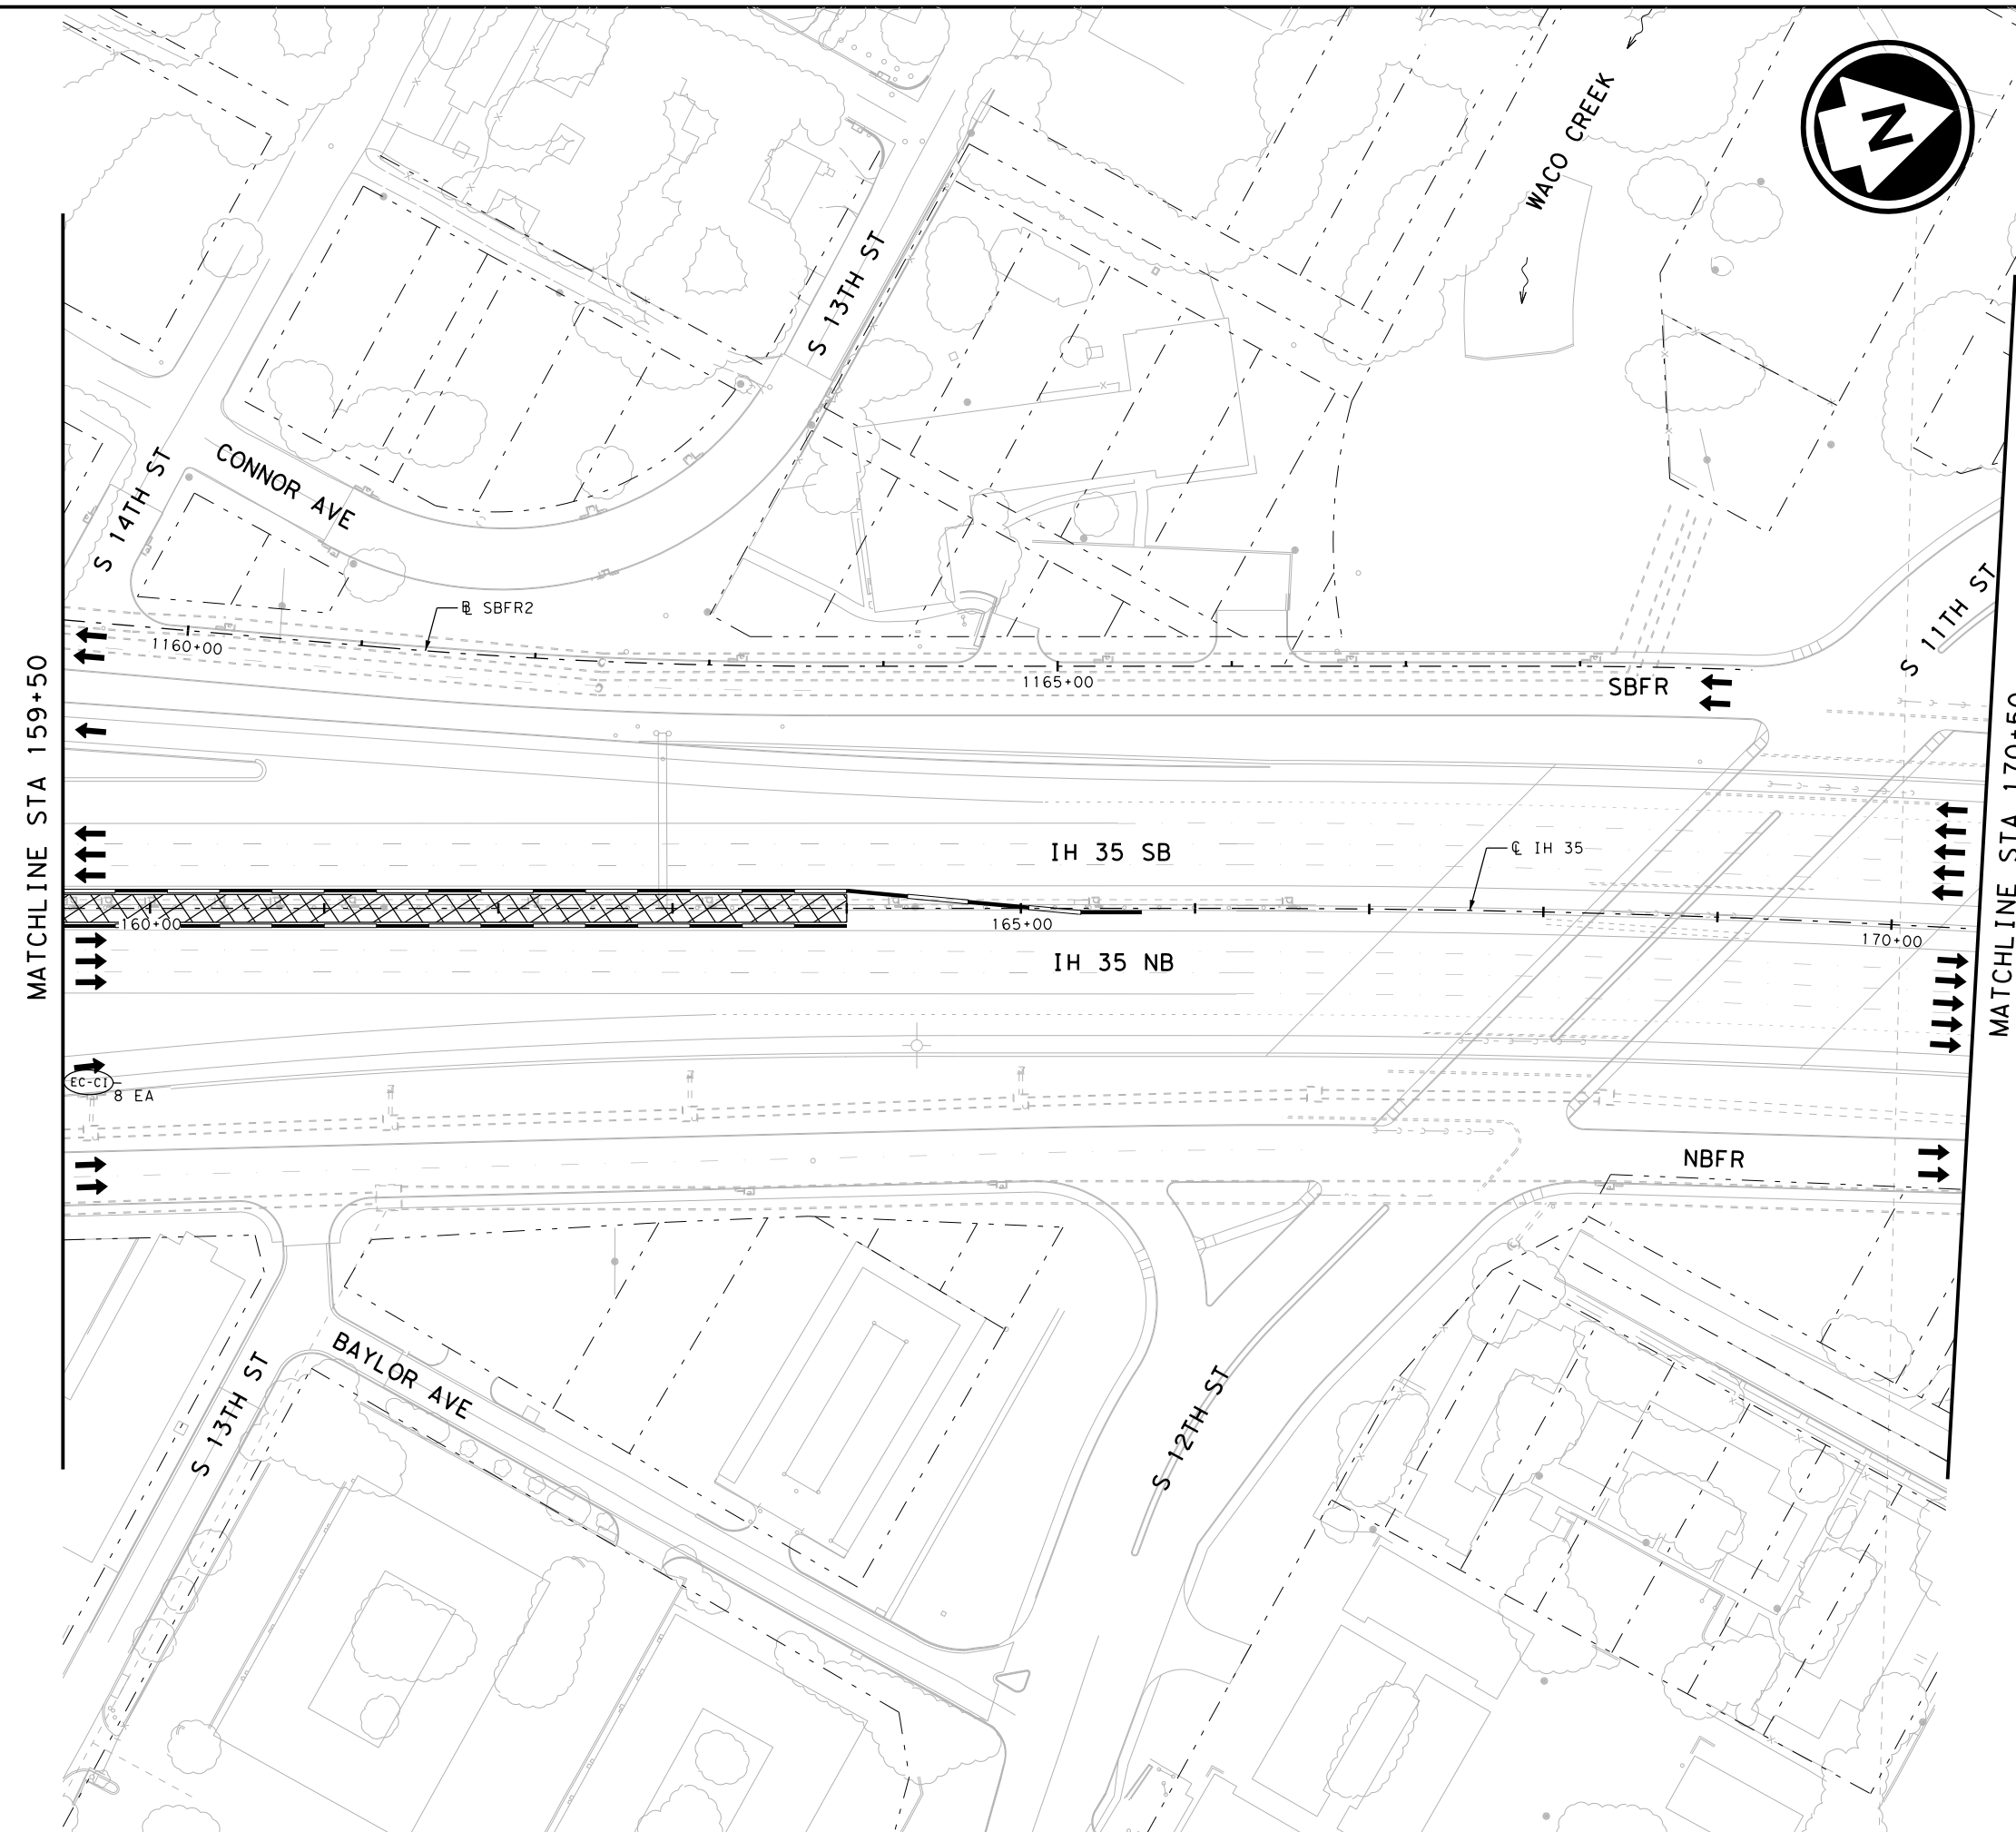 WACO CREEK
N
S 13TH ST
S 14TH ST
CONNOR AVE
S 11TH ST
℄ SBFR2
1160+00
1165+00
SBFR
MATCHLINE STA 159+50
MATCHLINE STA 170+50
IH 35 SB
℄ IH 35
160+00
165+00
170+00
IH 35 NB
EC-CI
8 EA
NBFR
BAYLOR AVE
S 13TH ST
S 12TH ST